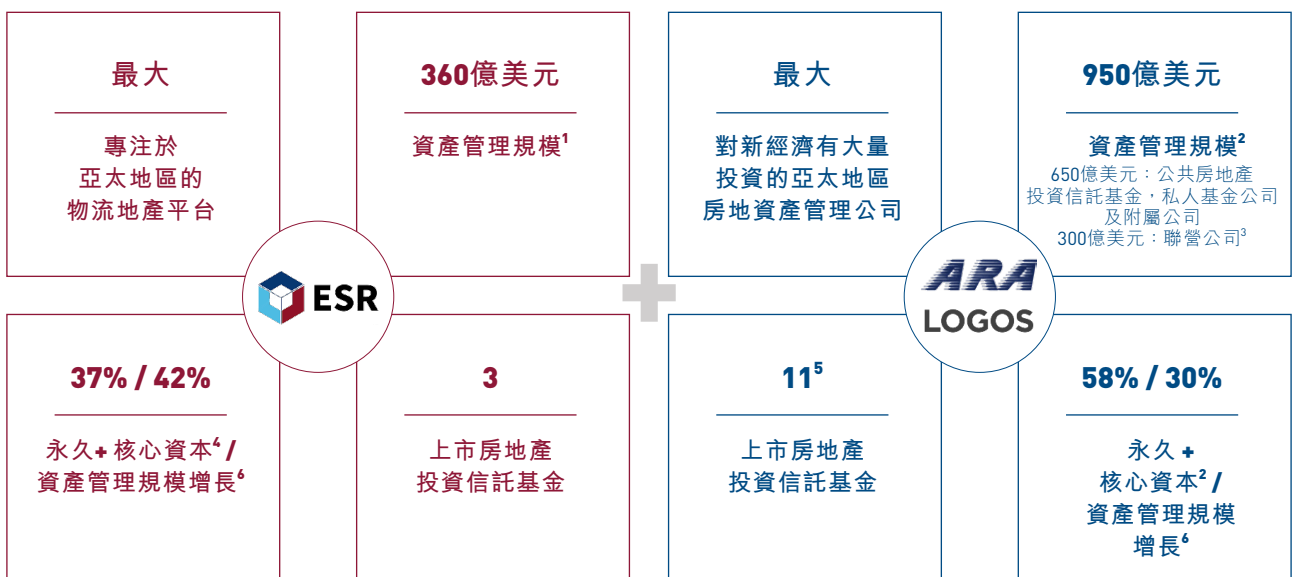 最大
專注於
亞太地區的
物流地產平台
360億美元
資產管理規模¹
37% / 42%
永久+ 核心資本⁴ /
資產管理規模增長⁶
3
上市房地產
投資信託基金
ESR
最大
對新經濟有大量
投資的亞太地區
房地資產管理公司
950億美元
資產管理規模²
650億美元：公共房地產
投資信託基金，私人基金公司
及附屬公司
300億美元：聯營公司³
11⁵
上市房地產
投資信託基金
58% / 30%
永久 +
核心資本² /
資產管理規模
增長⁶
ARA
LOGOS